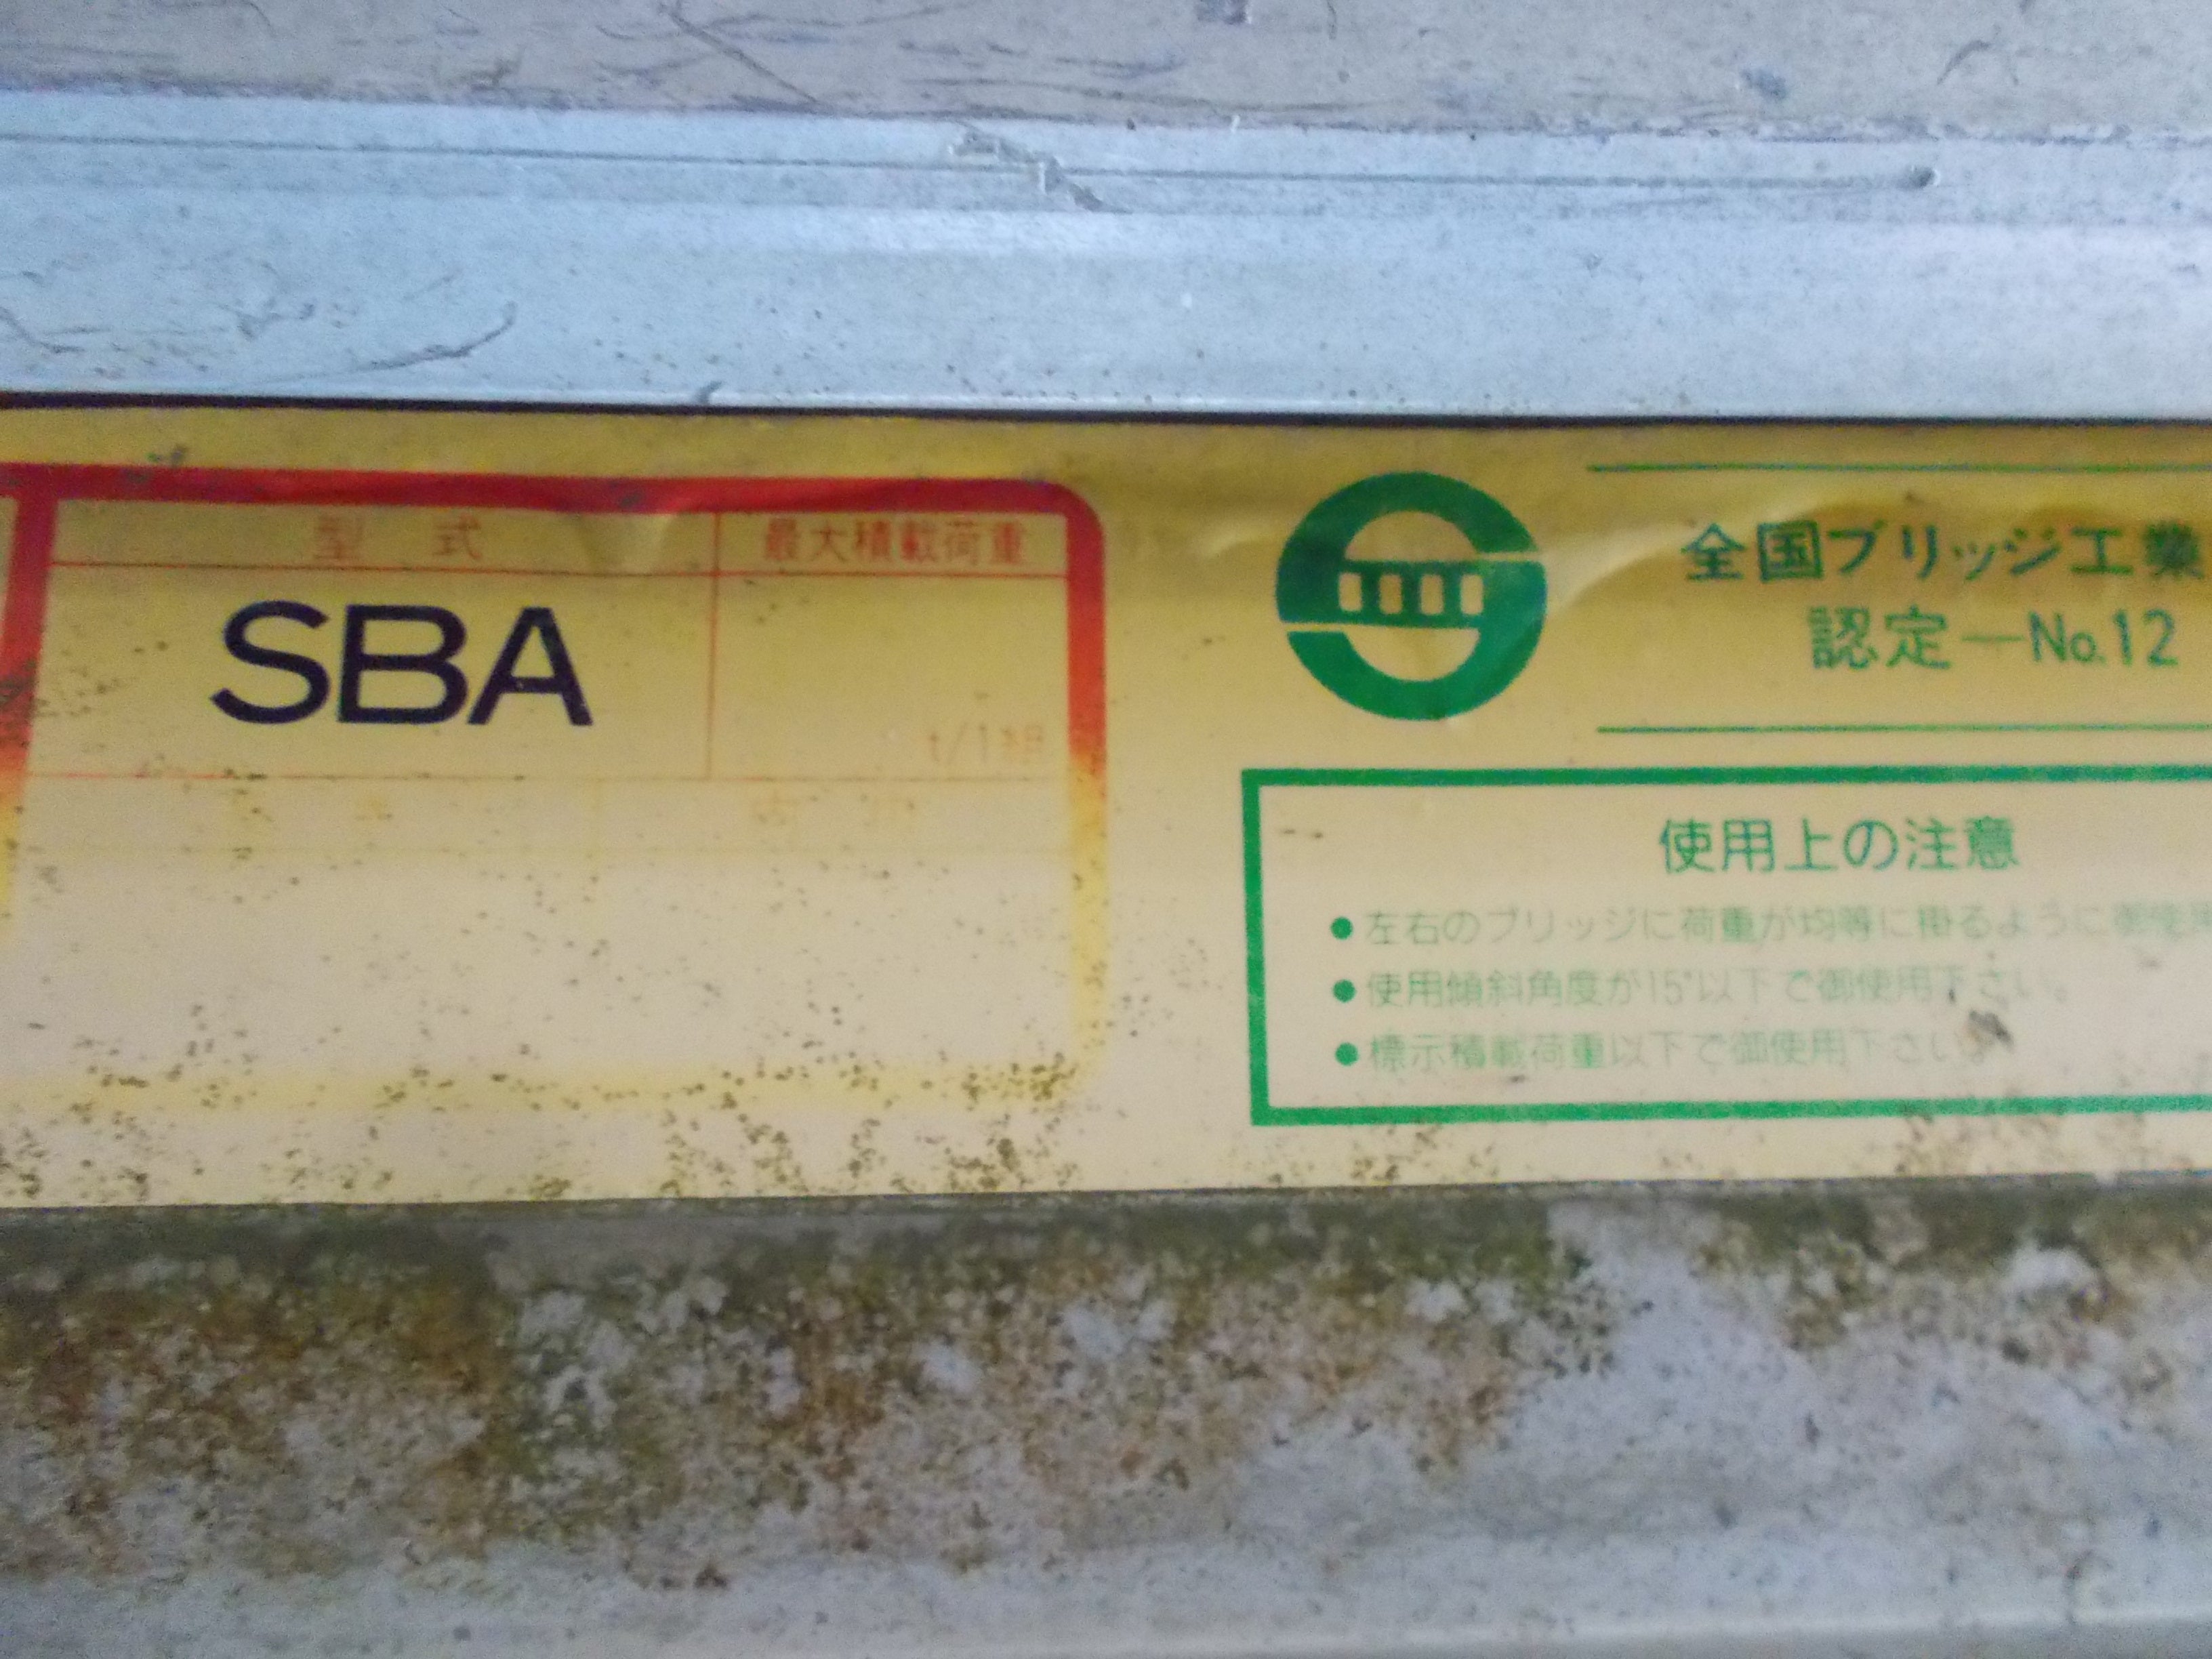 型 式
最大積載荷重
SBA
t/1組
全国ブリッジ工業
認定－No.12
使用上の注意
●左右のブリッジに荷重が均等に掛るように御使用
●使用傾斜角度が15°以下で御使用下さい。
●標示積載荷重以下で御使用下さい。